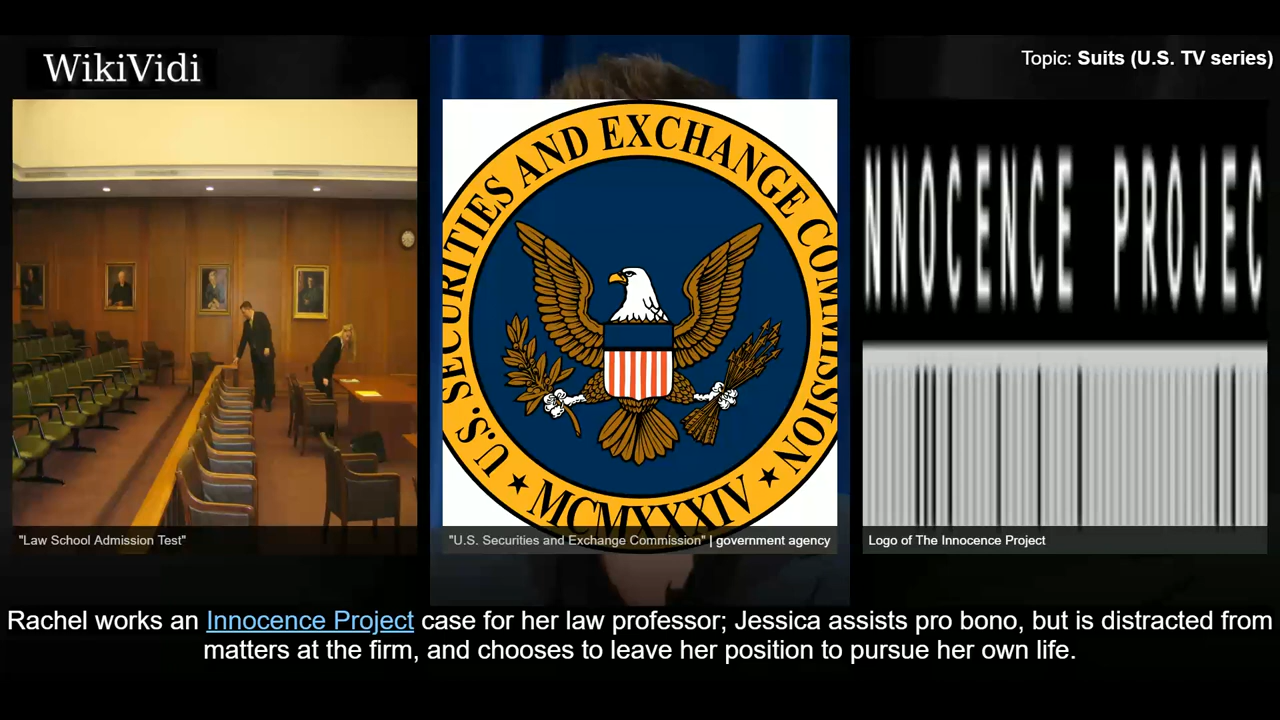 WikiVidi
Topic: Suits (U.S. TV series)
U.S. SECURITIES AND EXCHANGE COMMISSION
MCMXXXIV
NNOCENCE PROJEC
"Law School Admission Test"
"U.S. Securities and Exchange Commission" | government agency
Logo of The Innocence Project
Rachel works an Innocence Project case for her law professor; Jessica assists pro bono, but is distracted from
matters at the firm, and chooses to leave her position to pursue her own life.